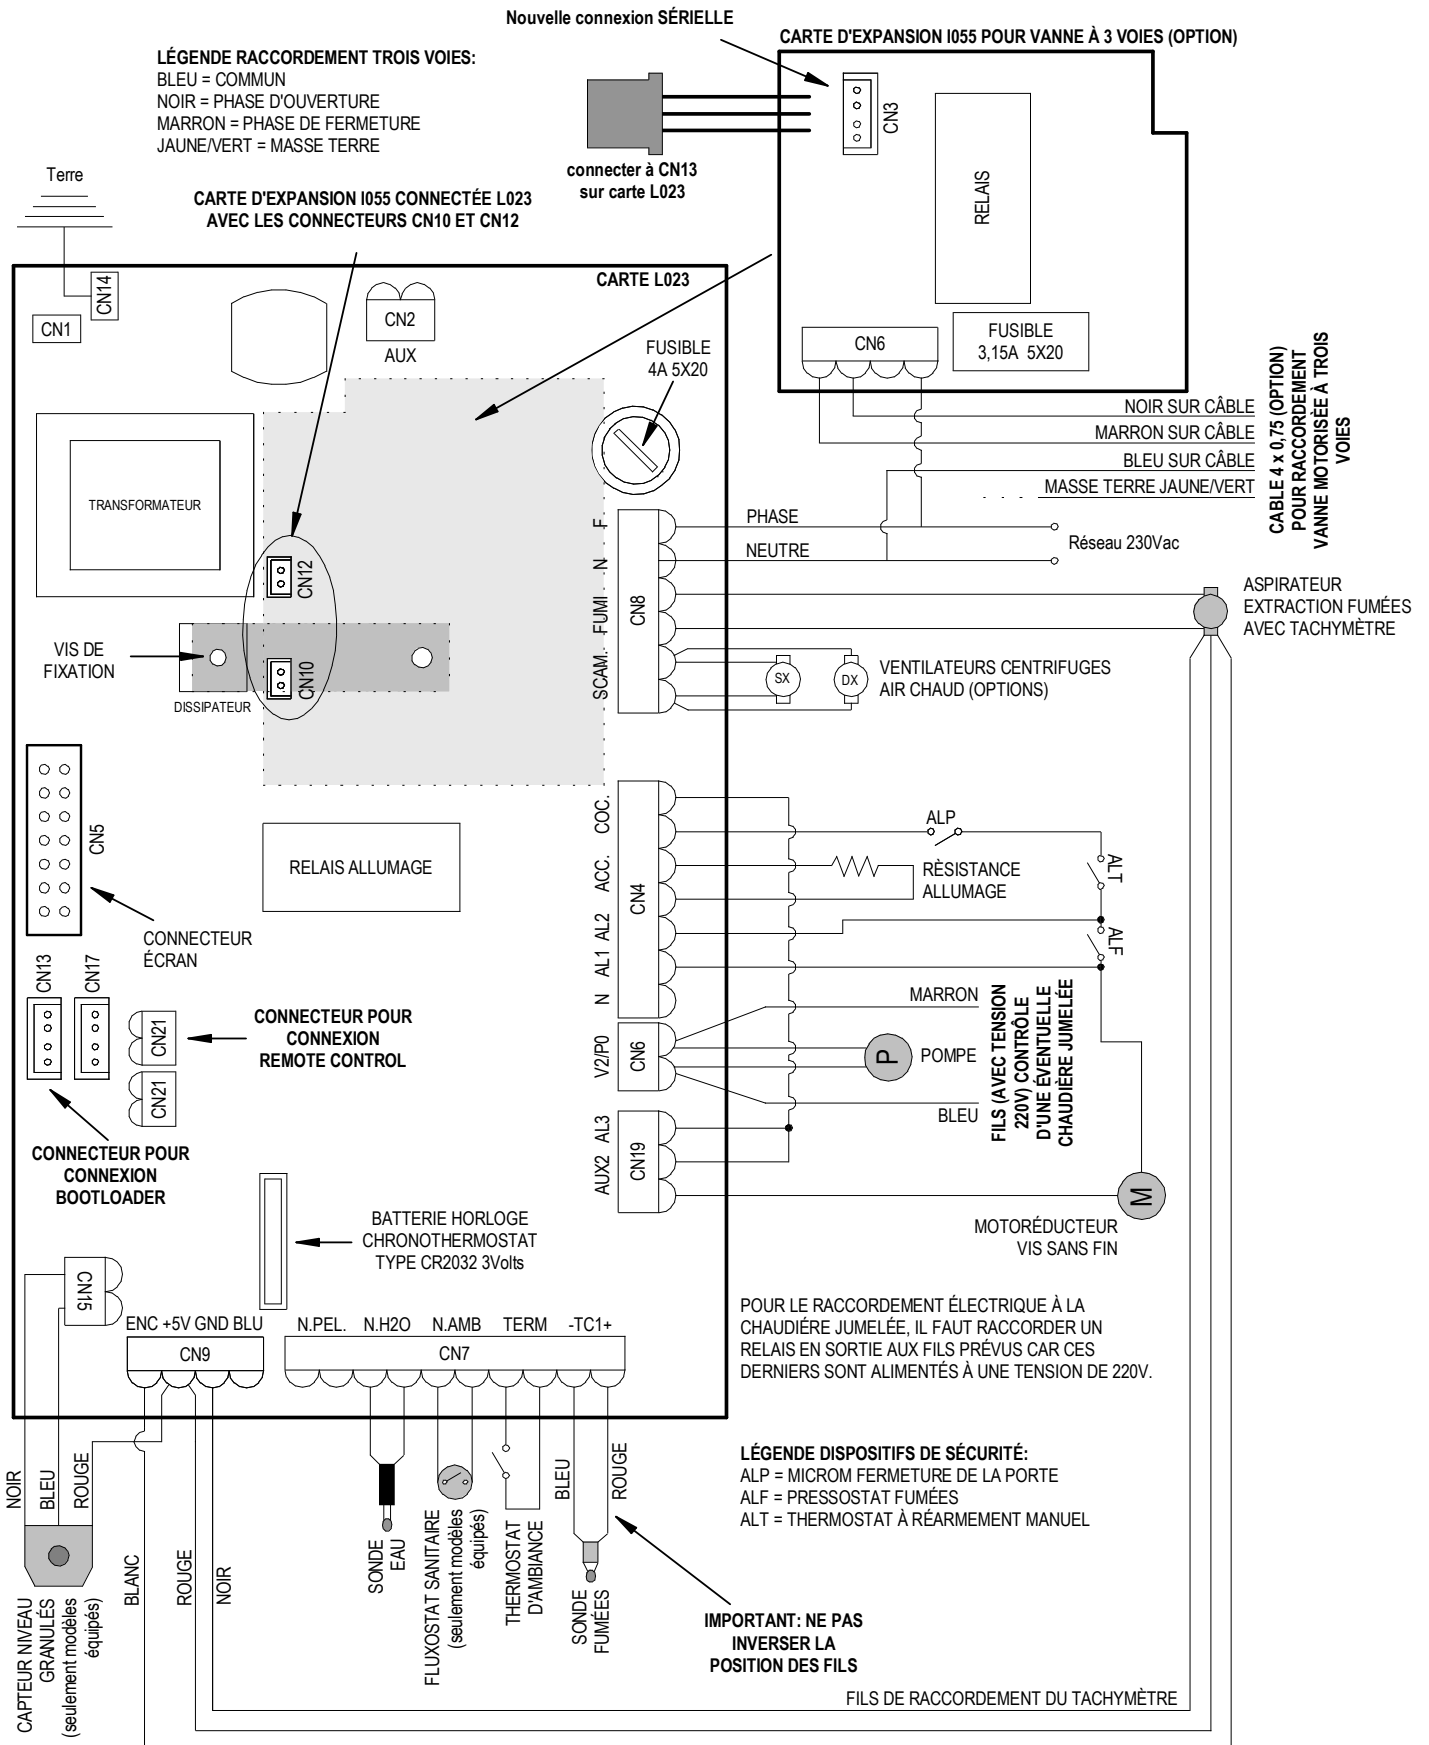 Nouvelle connexion SÉRIELLE
CARTE D'EXPANSION I055 POUR VANNE À 3 VOIES (OPTION)
LÉGENDE RACCORDEMENT TROIS VOIES:
BLEU = COMMUN
NOIR = PHASE D'OUVERTURE
MARRON = PHASE DE FERMETURE
JAUNE/VERT = MASSE TERRE
CN3
RELAIS
connecter à CN13
sur carte L023
Terre
CARTE D'EXPANSION I055 CONNECTÉE L023
AVEC LES CONNECTEURS CN10 ET CN12
CARTE L023
CN14
CN1
CN2
AUX
FUSIBLE
4A 5X20
CN6
FUSIBLE
3,15A 5X20
NOIR SUR CÂBLE
MARRON SUR CÂBLE
BLEU SUR CÂBLE
MASSE TERRE JAUNE/VERT
CABLE 4 x 0,75 (OPTION)
POUR RACCORDEMENT
VANNE MOTORISÈE À TROIS
VOIES
TRANSFORMATEUR
F
N
FUMI
SCAM.
CN8
PHASE
NEUTRE
Réseau 230Vac
CN12
CN10
VIS DE
FIXATION
DISSIPATEUR
ASPIRATEUR
EXTRACTION FUMÉES
AVEC TACHYMÈTRE
SX
DX
VENTILATEURS CENTRIFUGES
AIR CHAUD (OPTIONS)
CN5
RELAIS ALLUMAGE
COC.
ACC.
AL2
AL1
N
CN4
ALP
RÈSISTANCE
ALLUMAGE
ALT
ALF
CONNECTEUR
ÉCRAN
CN13
CN17
CN21
CN21
CONNECTEUR POUR
CONNEXION
REMOTE CONTROL
V2/P0
CN6
MARRON
P
POMPE
BLEU
FILS (AVEC TENSION
220V) CONTRÔLE
D'UNE ÉVENTUELLE
CHAUDIÈRE JUMELÉE
AL3
AUX2
CN19
CONNECTEUR POUR
CONNEXION
BOOTLOADER
M
MOTORÉDUCTEUR
VIS SANS FIN
BATTERIE HORLOGE
CHRONOTHERMOSTAT
TYPE CR2032 3Volts
CN15
ENC +5V GND BLU
CN9
N.PEL. N.H2O N.AMB TERM -TC1+
CN7
POUR LE RACCORDEMENT ÉLECTRIQUE À LA
CHAUDIÉRE JUMELÉE, IL FAUT RACCORDER UN
RELAIS EN SORTIE AUX FILS PRÉVUS CAR CES
DERNIERS SONT ALIMENTÉS À UNE TENSION DE 220V.
LÉGENDE DISPOSITIFS DE SÉCURITÉ:
ALP = MICROM FERMETURE DE LA PORTE
ALF = PRESSOSTAT FUMÉES
ALT = THERMOSTAT À RÉARMEMENT MANUEL
NOIR
BLEU
ROUGE
BLANC
ROUGE
NOIR
BLEU
ROUGE
CAPTEUR NIVEAU
GRANULÉS
(seulement modèles
équipés)
SONDE
EAU
FLUXOSTAT SANITAIRE
(seulement modèles
équipés)
THERMOSTAT
D'AMBIANCE
SONDE
FUMÉES
IMPORTANT: NE PAS
INVERSER LA
POSITION DES FILS
FILS DE RACCORDEMENT DU TACHYMÈTRE